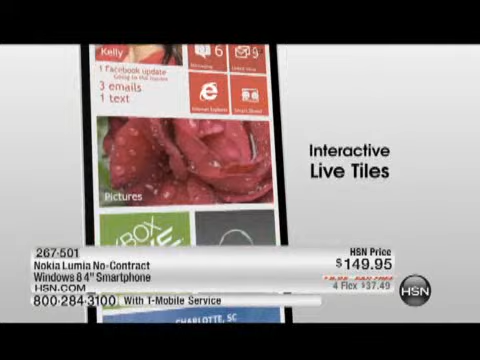 Kelly
1 Facebook update
3 emails
1 text
6
9
Internet Explorer
Pictures
Interactive
Live Tiles
267-501
Nokia Lumia No-Contract
Windows 8 4" Smartphone
HSN.COM
800-284-3100
With T-Mobile Service
HSN Price
$149.95
4 Flex $37.49
HSN
CHARLOTTE, SC